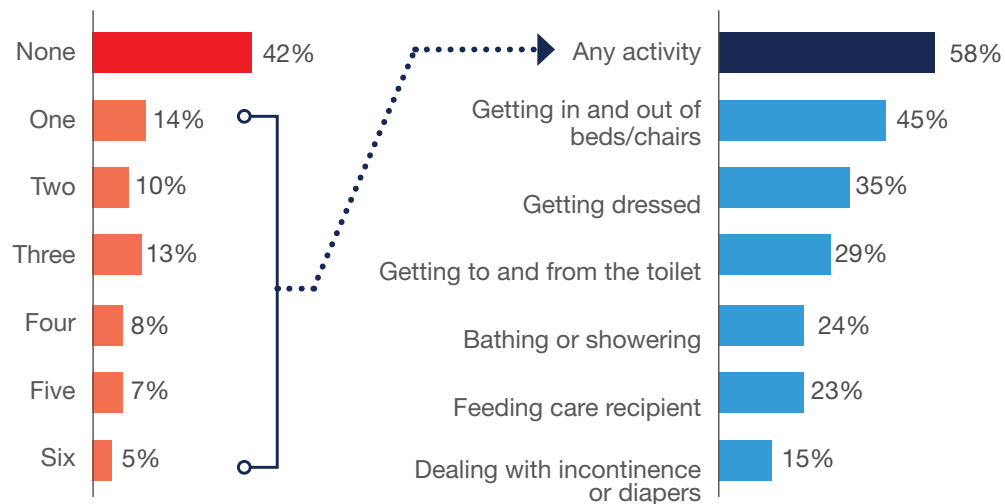 None 42%
One 14%
Two 10%
Three 13%
Four 8%
Five 7%
Six 5%
Any activity 58%
Getting in and out of
beds/chairs 45%
Getting dressed 35%
Getting to and from the toilet 29%
Bathing or showering 24%
Feeding care recipient 23%
Dealing with incontinence
or diapers 15%